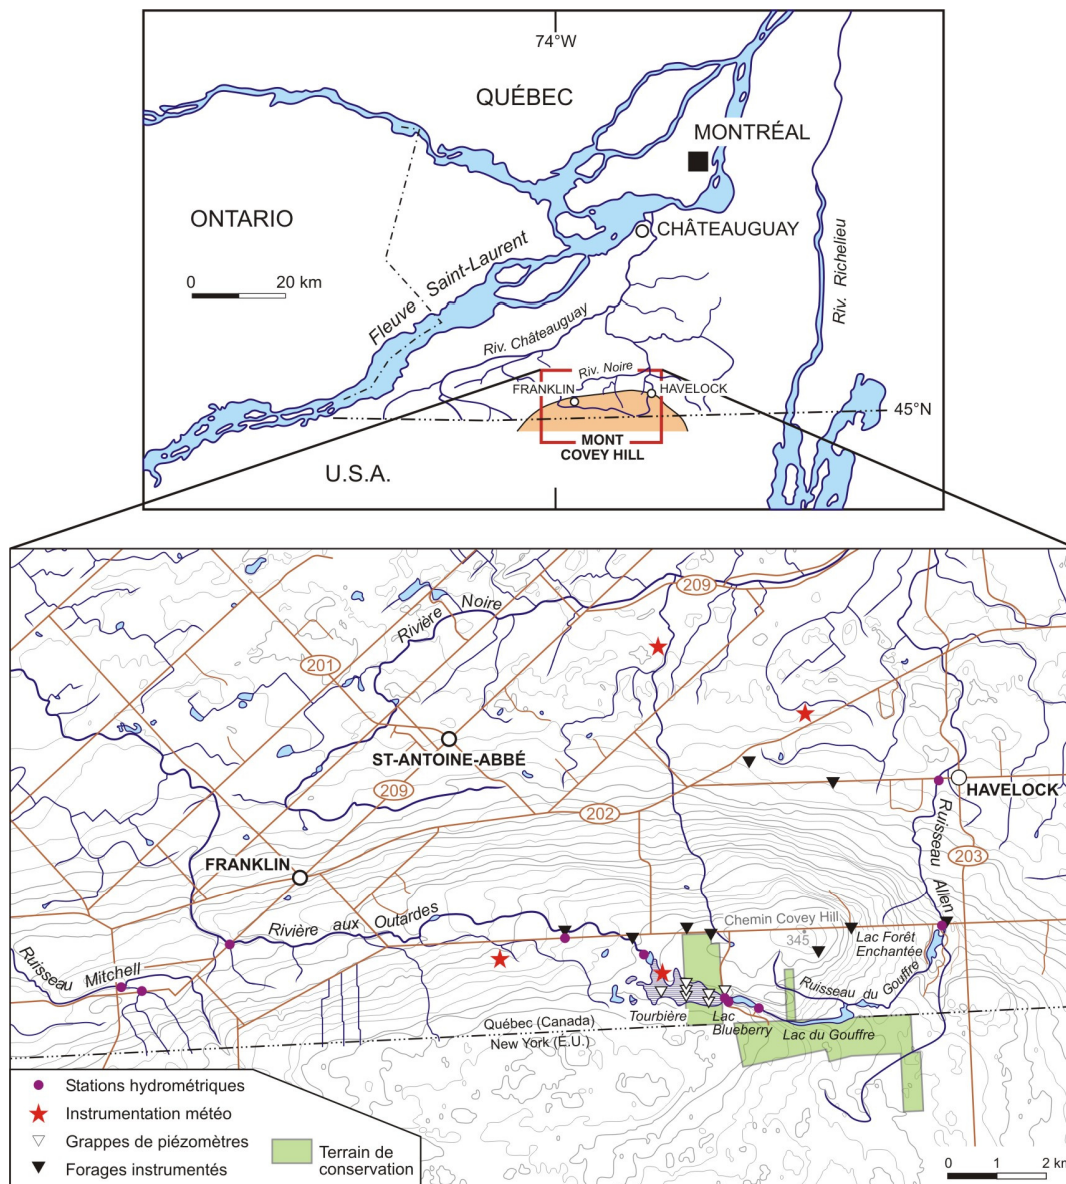 74°W
QUÉBEC
MONTRÉAL
ONTARIO
CHÂTEAUGUAY
0 20 km
Fleuve Saint-Laurent
Riv. Richelieu
Riv. Châteauguay
Riv. Noire
FRANKLIN
HAVELOCK
45°N
MONT
COVEY HILL
U.S.A.
209
Rivière Noire
201
ST-ANTOINE-ABBÉ
209
HAVELOCK
202
Ruisseau Allen
203
FRANKLIN
Chemin Covey Hill
345
Rivière aux Outardes
Lac Forêt
Enchantée
Ruisseau Mitchell
Ruisseau du Gouffre
Tourbière
Lac
Blueberry
Lac du Gouffre
Québec (Canada)
New York (É.U.)
Stations hydrométriques
Instrumentation météo
Grappes de piézomètres
Forages instrumentés
Terrain de
conservation
0 1 2 km